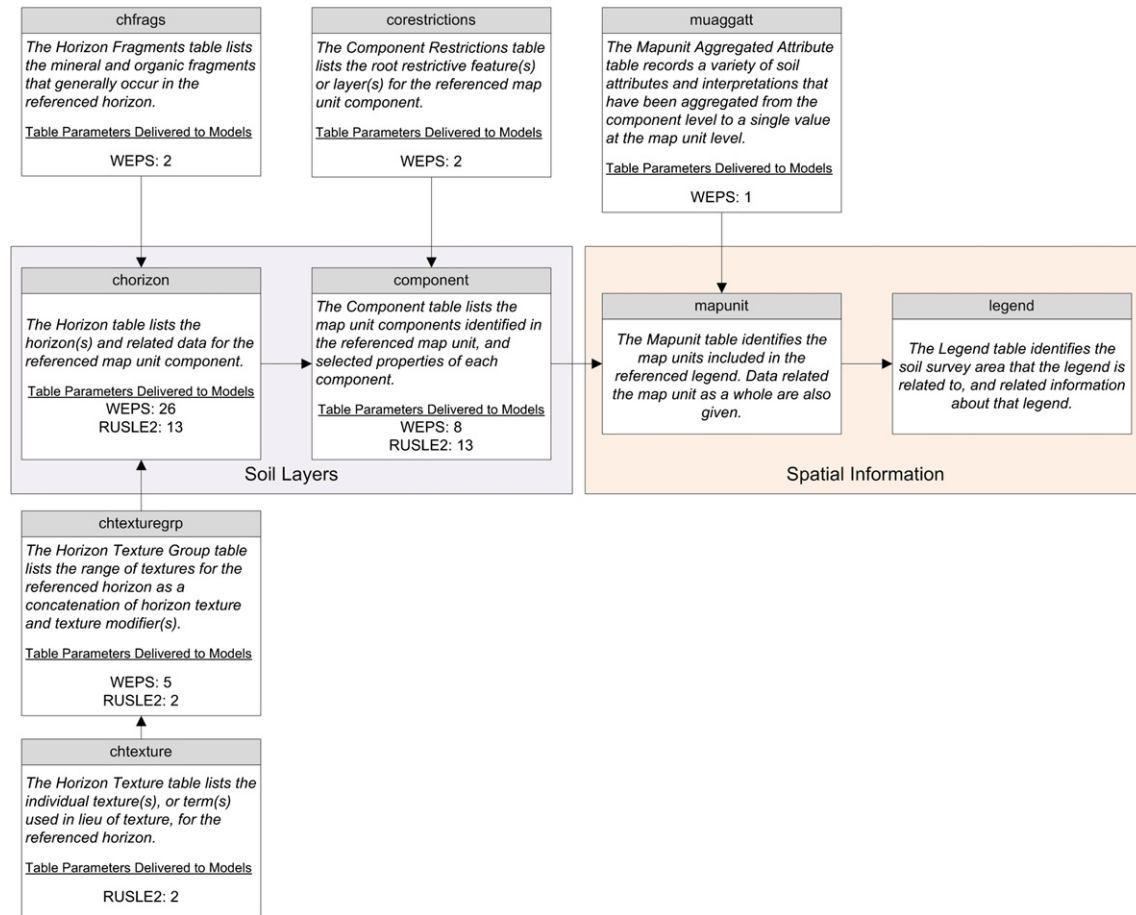 chfrags
The Horizon Fragments table lists
the mineral and organic fragments
that generally occur in the
referenced horizon.
Table Parameters Delivered to Models
WEPS: 2
corestrictions
The Component Restrictions table
lists the root restrictive feature(s)
or layer(s) for the referenced map
unit component.
Table Parameters Delivered to Models
WEPS: 2
muaggatt
The Mapunit Aggregated Attribute
table records a variety of soil
attributes and interpretations that
have been aggregated from the
component level to a single value
at the map unit level.
Table Parameters Delivered to Models
WEPS: 1
chorizon
The Horizon table lists the
horizon(s) and related data for the
referenced map unit component.
Table Parameters Delivered to Models
WEPS: 26
RUSLE2: 13
component
The Component table lists the
map unit components identified in
the referenced map unit, and
selected properties of each
component.
Table Parameters Delivered to Models
WEPS: 8
RUSLE2: 13
Soil Layers
mapunit
The Mapunit table identifies the
map units included in the
referenced legend. Data related
the map unit as a whole are also
given.
legend
The Legend table identifies the
soil survey area that the legend is
related to, and related information
about that legend.
Spatial Information
chtexturegrp
The Horizon Texture Group table
lists the range of textures for the
referenced horizon as a
concatenation of horizon texture
and texture modifier(s).
Table Parameters Delivered to Models
WEPS: 5
RUSLE2: 2
chtexture
The Horizon Texture table lists the
individual texture(s), or term(s)
used in lieu of texture, for the
referenced horizon.
Table Parameters Delivered to Models
RUSLE2: 2